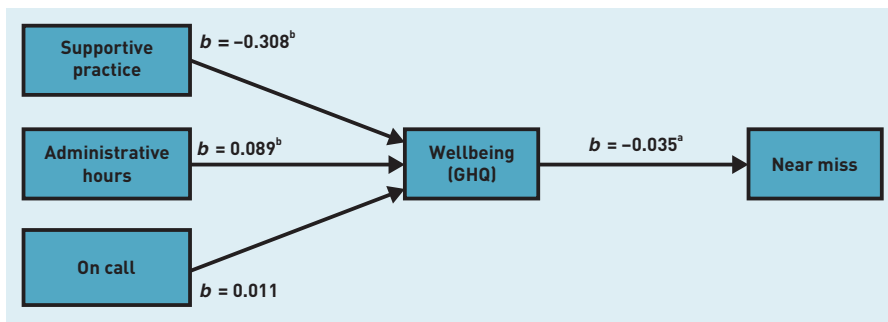 b = –0.308ᵇ
Supportive
practice
b = 0.089ᵇ
Administrative
hours
Wellbeing
(GHQ)
b = –0.035ᵃ
Near miss
On call
b = 0.011